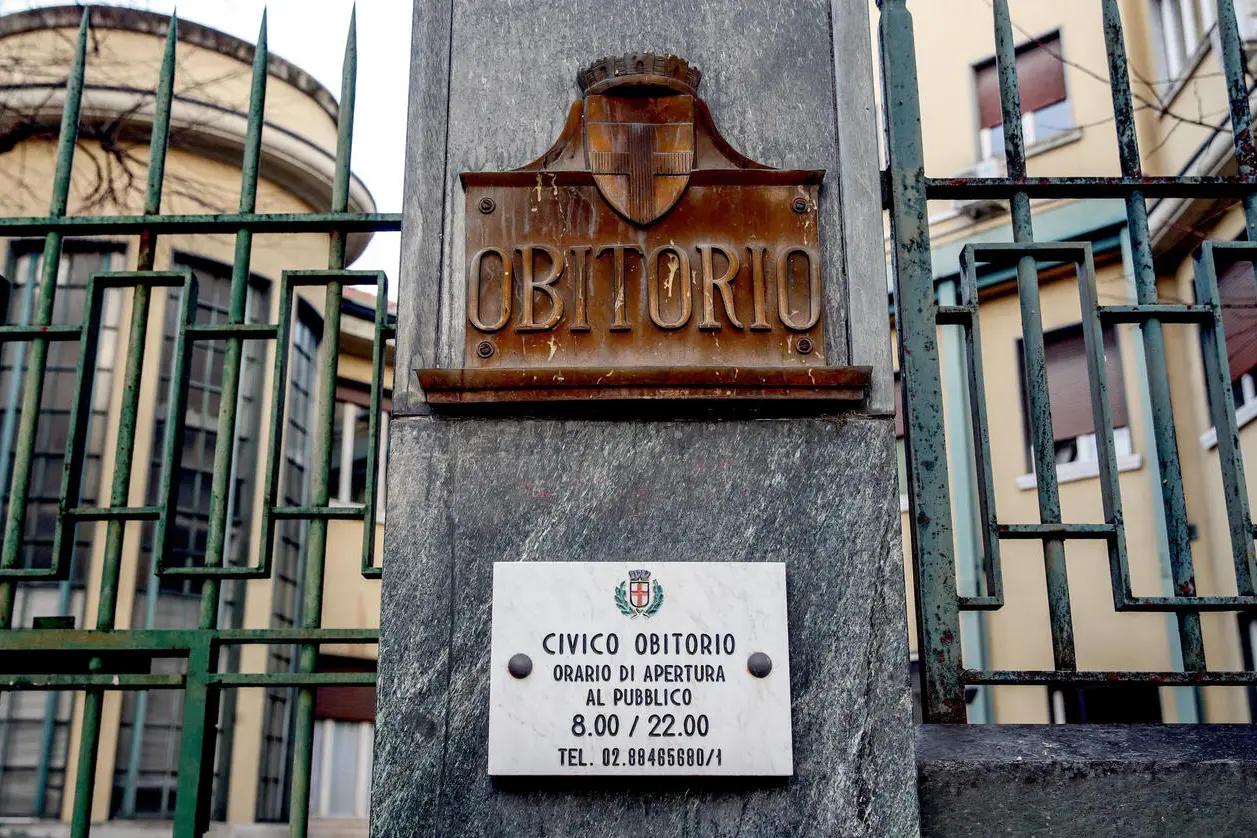 OBITORIO
CIVICO OBITORIO
ORARIO DI APERTURA
AL PUBBLICO
8.00 / 22.00
TEL. 02.88465680/1